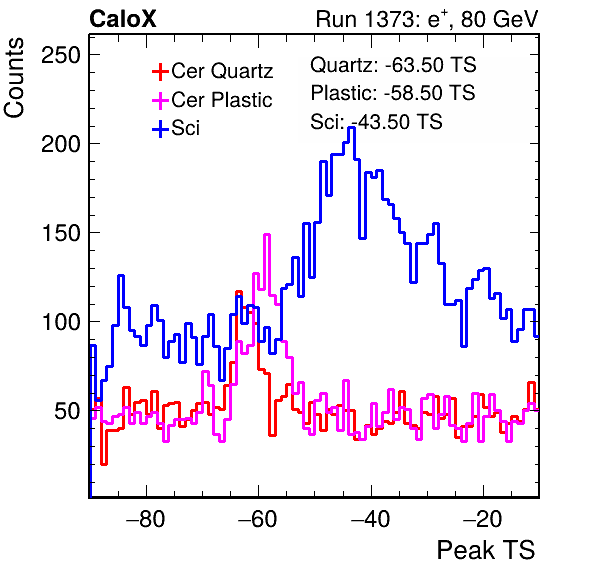 CaloX Run 1373: e⁺, 80 GeV
Counts
250
200
150
100
50
Cer Quartz
Cer Plastic
Sci
Quartz: -63.50 TS
Plastic: -58.50 TS
Sci: -43.50 TS
−80 −60 −40 −20
Peak TS